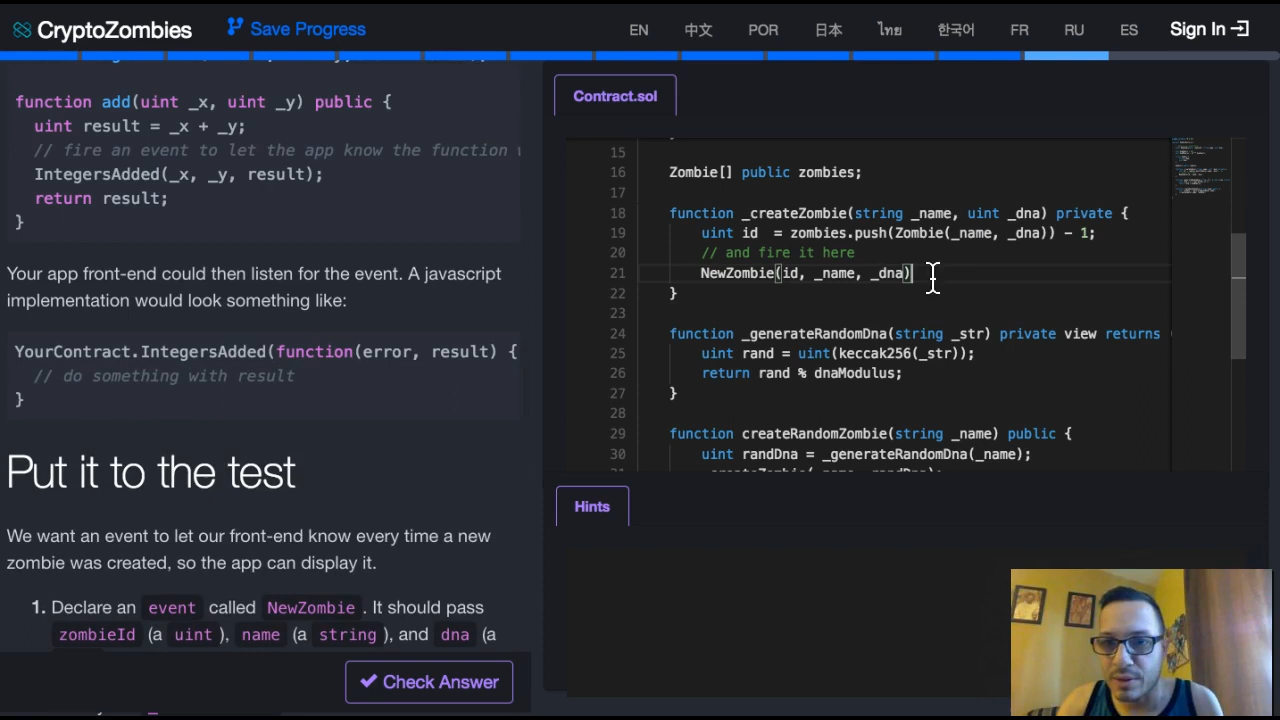 CryptoZombies
Save Progress
EN 中文 POR 日本 ไทย 한국어 FR RU ES Sign In
function add(uint _x, uint _y) public {
uint result = _x + _y;
// fire an event to let the app know the function
IntegersAdded(_x, _y, result);
return result;
}
Your app front-end could then listen for the event. A javascript
implementation would look something like:
YourContract.IntegersAdded(function(error, result) {
// do something with result
}
Put it to the test
We want an event to let our front-end know every time a new
zombie was created, so the app can display it.
1. Declare an event called NewZombie . It should pass
zombieId (a uint ), name (a string ), and dna (a
Check Answer
Contract.sol
15
16 Zombie[] public zombies;
17
18 function _createZombie(string _name, uint _dna) private {
19 uint id = zombies.push(Zombie(_name, _dna)) - 1;
20 // and fire it here
21 NewZombie(id, _name, _dna)
22 }
23
24 function _generateRandomDna(string _str) private view returns
25 uint rand = uint(keccak256(_str));
26 return rand % dnaModulus;
27 }
28
29 function createRandomZombie(string _name) public {
30 uint randDna = _generateRandomDna(_name);
Hints